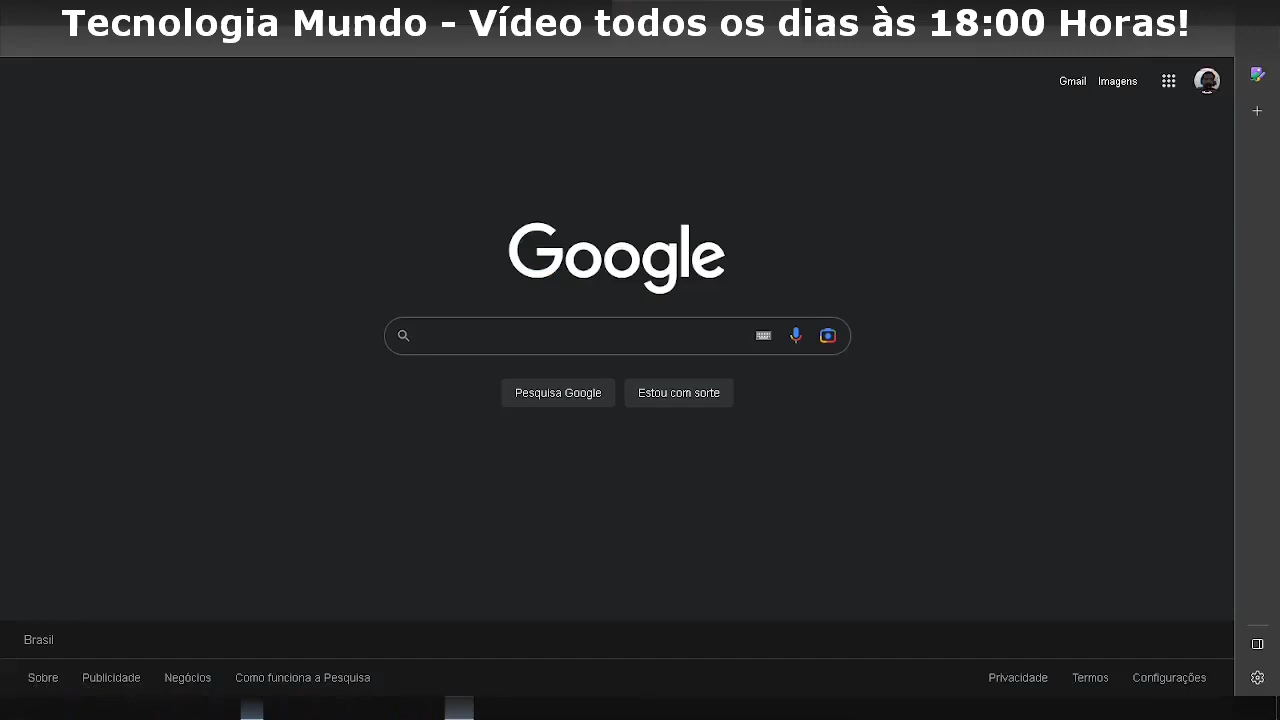 Tecnologia Mundo - Vídeo todos os dias às 18:00 Horas!
Gmail Imagens
Google
Pesquisa Google Estou com sorte
Brasil
Sobre Publicidade Negócios Como funciona a Pesquisa Privacidade Termos Configurações